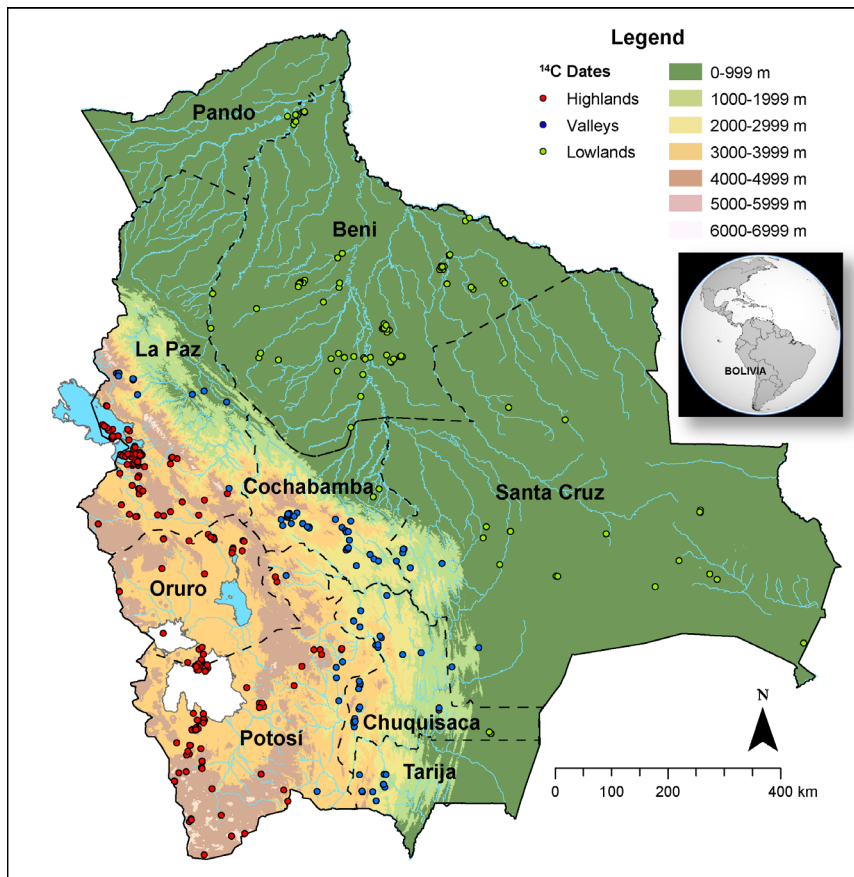 Legend
¹⁴C Dates
Highlands
Valleys
Lowlands
0-999 m
1000-1999 m
2000-2999 m
3000-3999 m
4000-4999 m
5000-5999 m
6000-6999 m
Pando
Beni
La Paz
BOLIVIA
Cochabamba
Santa Cruz
Oruro
Potosí
Chuquisaca
Tarija
N
0 100 200 400 km